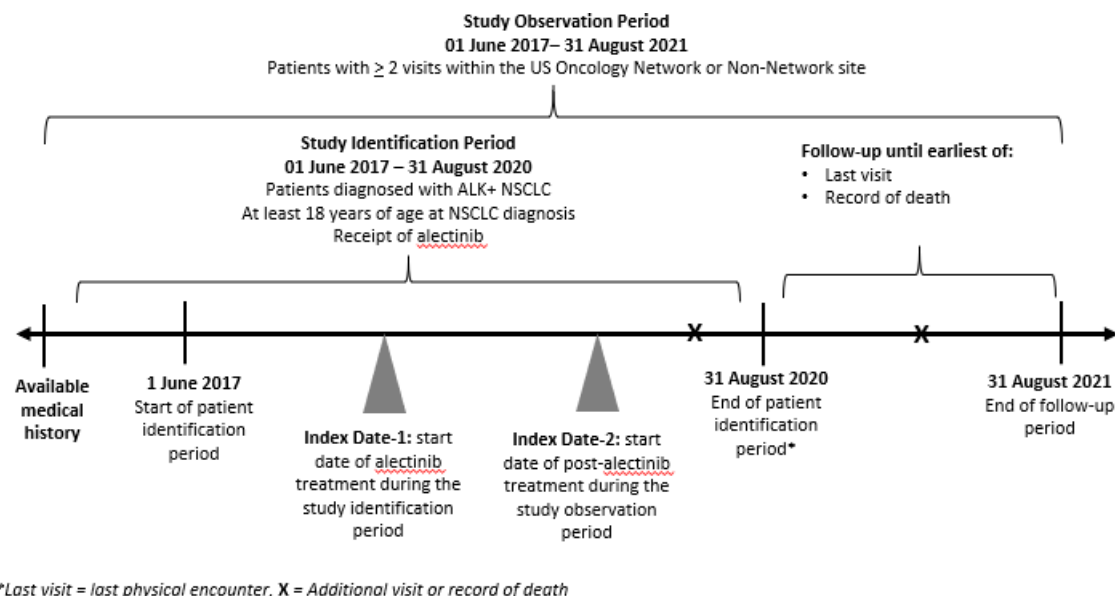 Study Observation Period
01 June 2017– 31 August 2021
Patients with ≥ 2 visits within the US Oncology Network or Non-Network site
Study Identification Period
01 June 2017 – 31 August 2020
Patients diagnosed with ALK+ NSCLC
At least 18 years of age at NSCLC diagnosis
Receipt of alectinib
Follow-up until earliest of:
• Last visit
• Record of death
X
X
Available
medical
history
1 June 2017
Start of patient
identification
period
Index Date-1: start
date of alectinib
treatment during the
study identification
period
Index Date-2: start
date of post-alectinib
treatment during the
study observation
period
31 August 2020
End of patient
identification
period*
31 August 2021
End of follow-up
period
*Last visit = last physical encounter, X = Additional visit or record of death